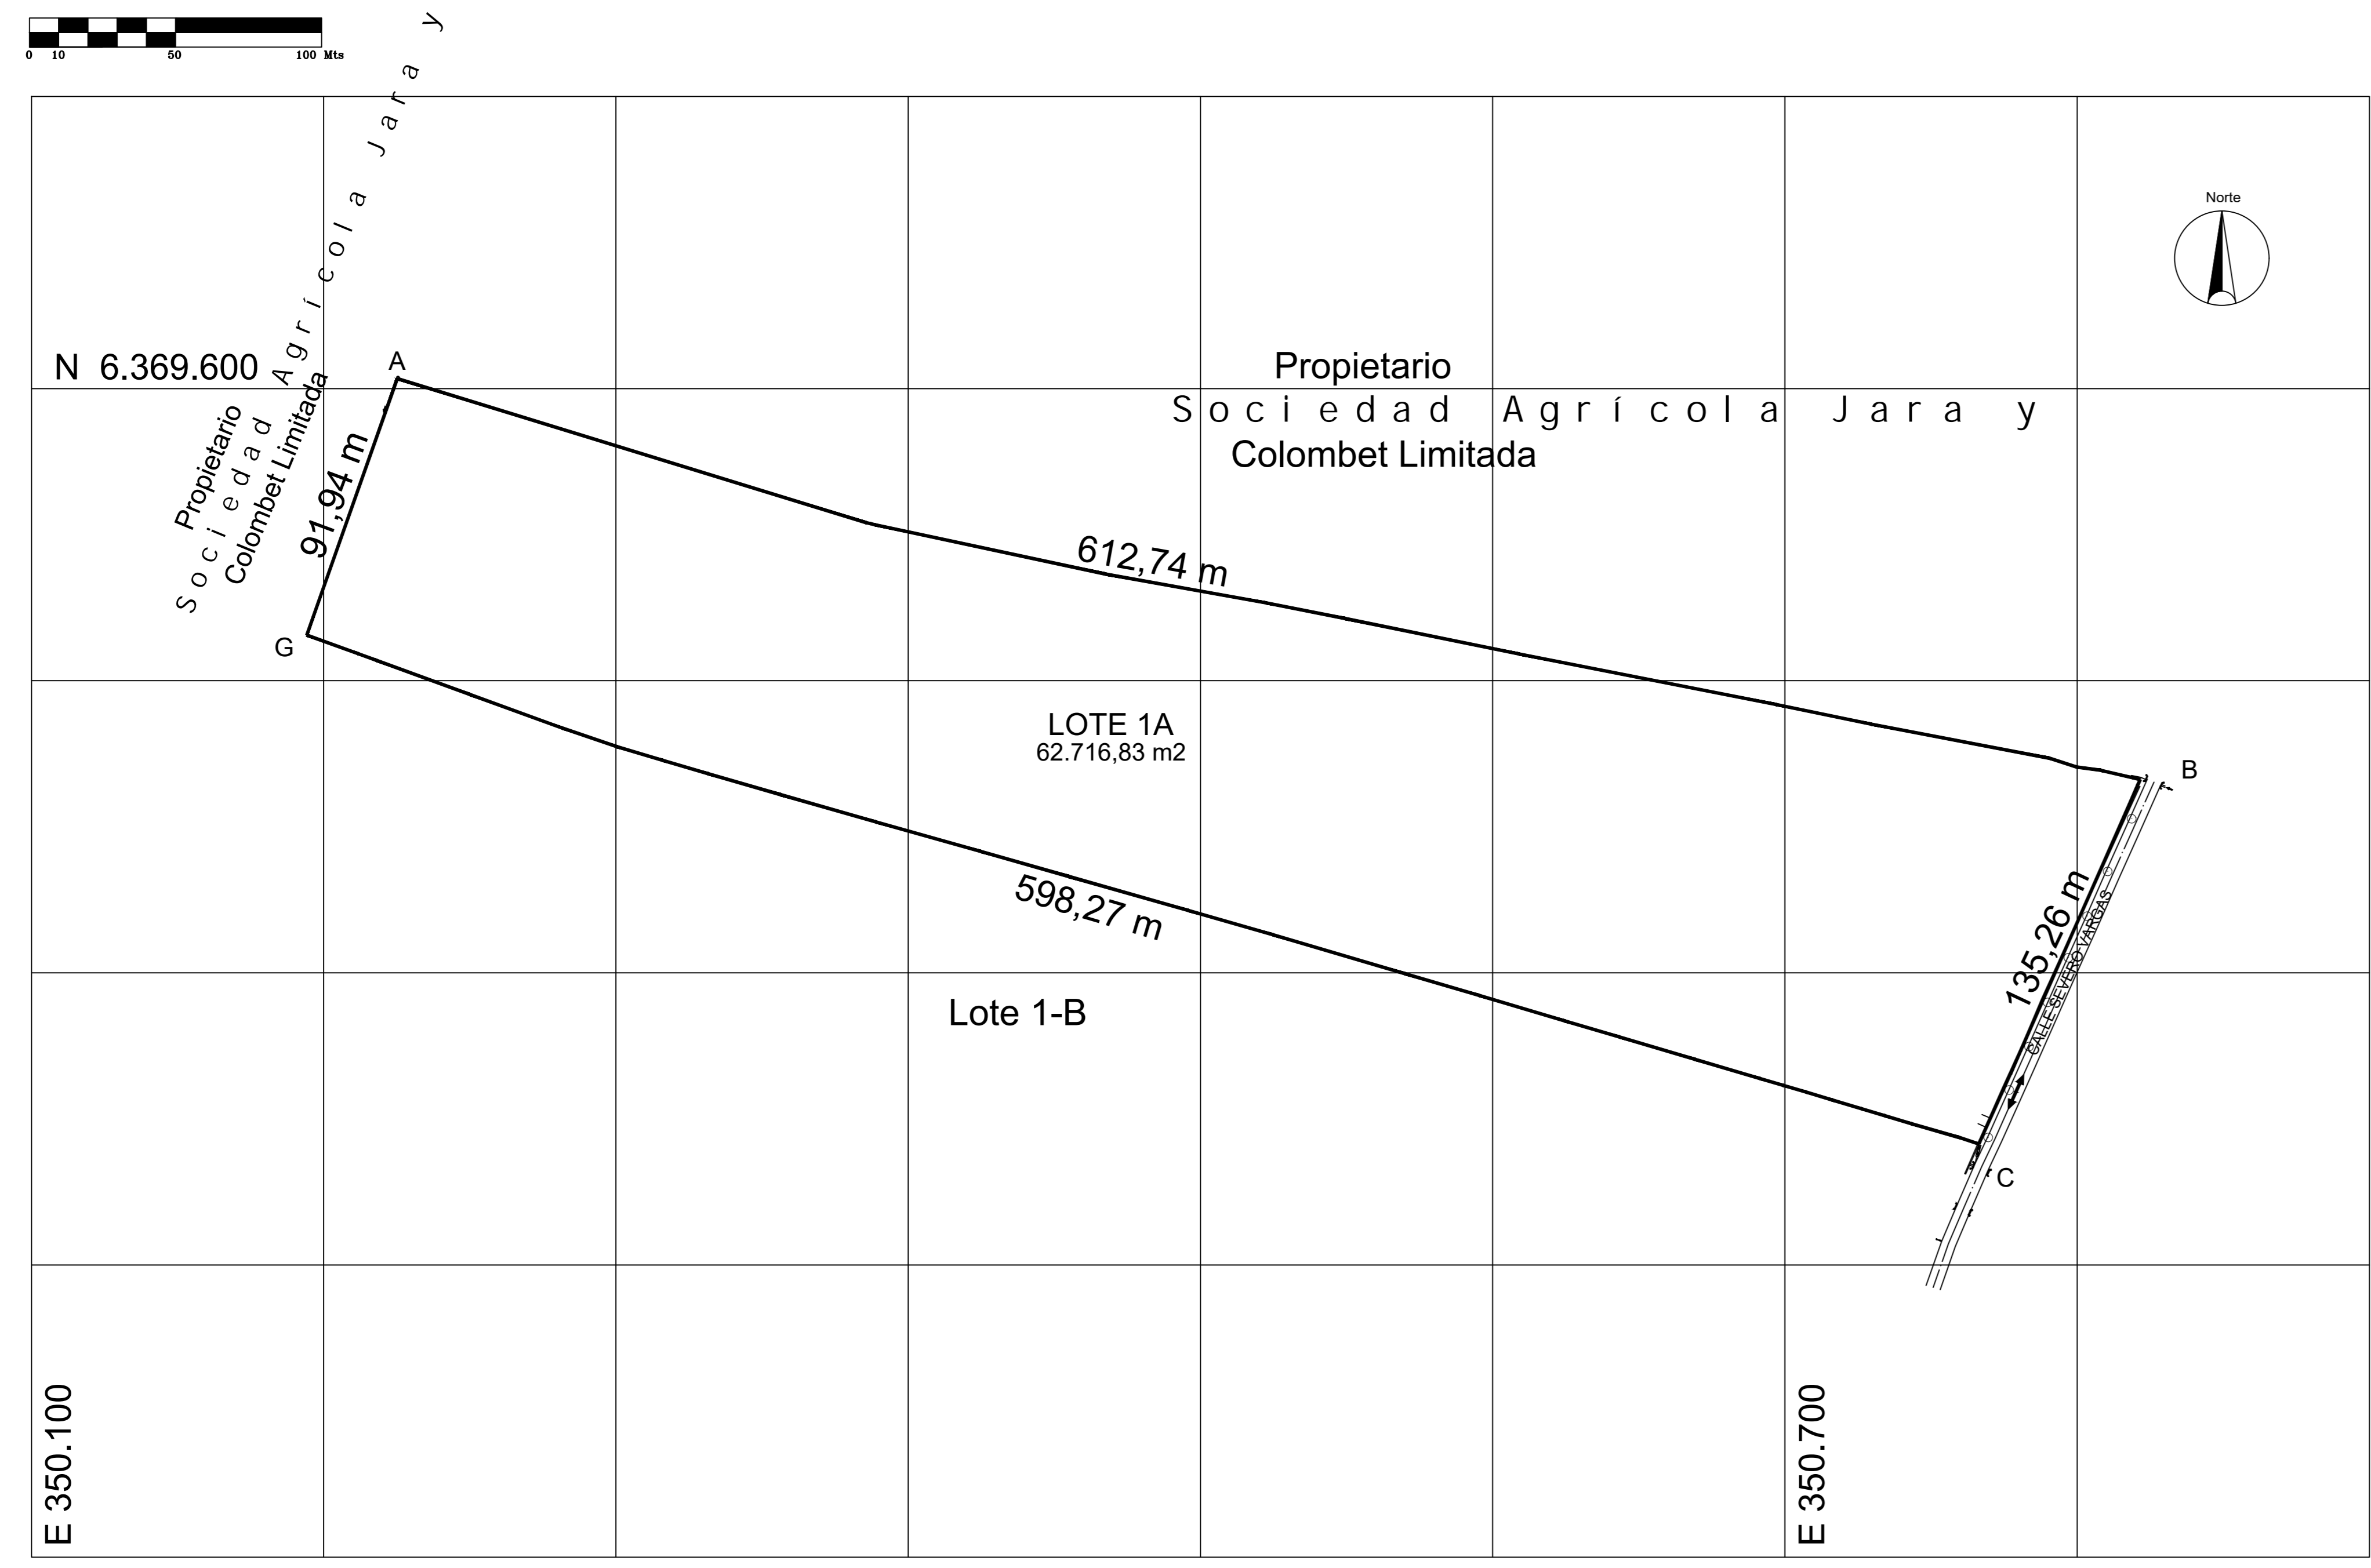 0 10 50 100 Mts
Norte
N 6.369.600
Propietario
Sociedad Agrícola Jara y
Colombet Limitada
A
Propietario
Sociedad Agrícola Jara y
Colombet Limitada
91,94 m
612,74 m
G
LOTE 1A
62.716,83 m2
B
598,27 m
135,26 m
CALLE SEVERO VARGAS
Lote 1-B
C
E 350.100
E 350.700